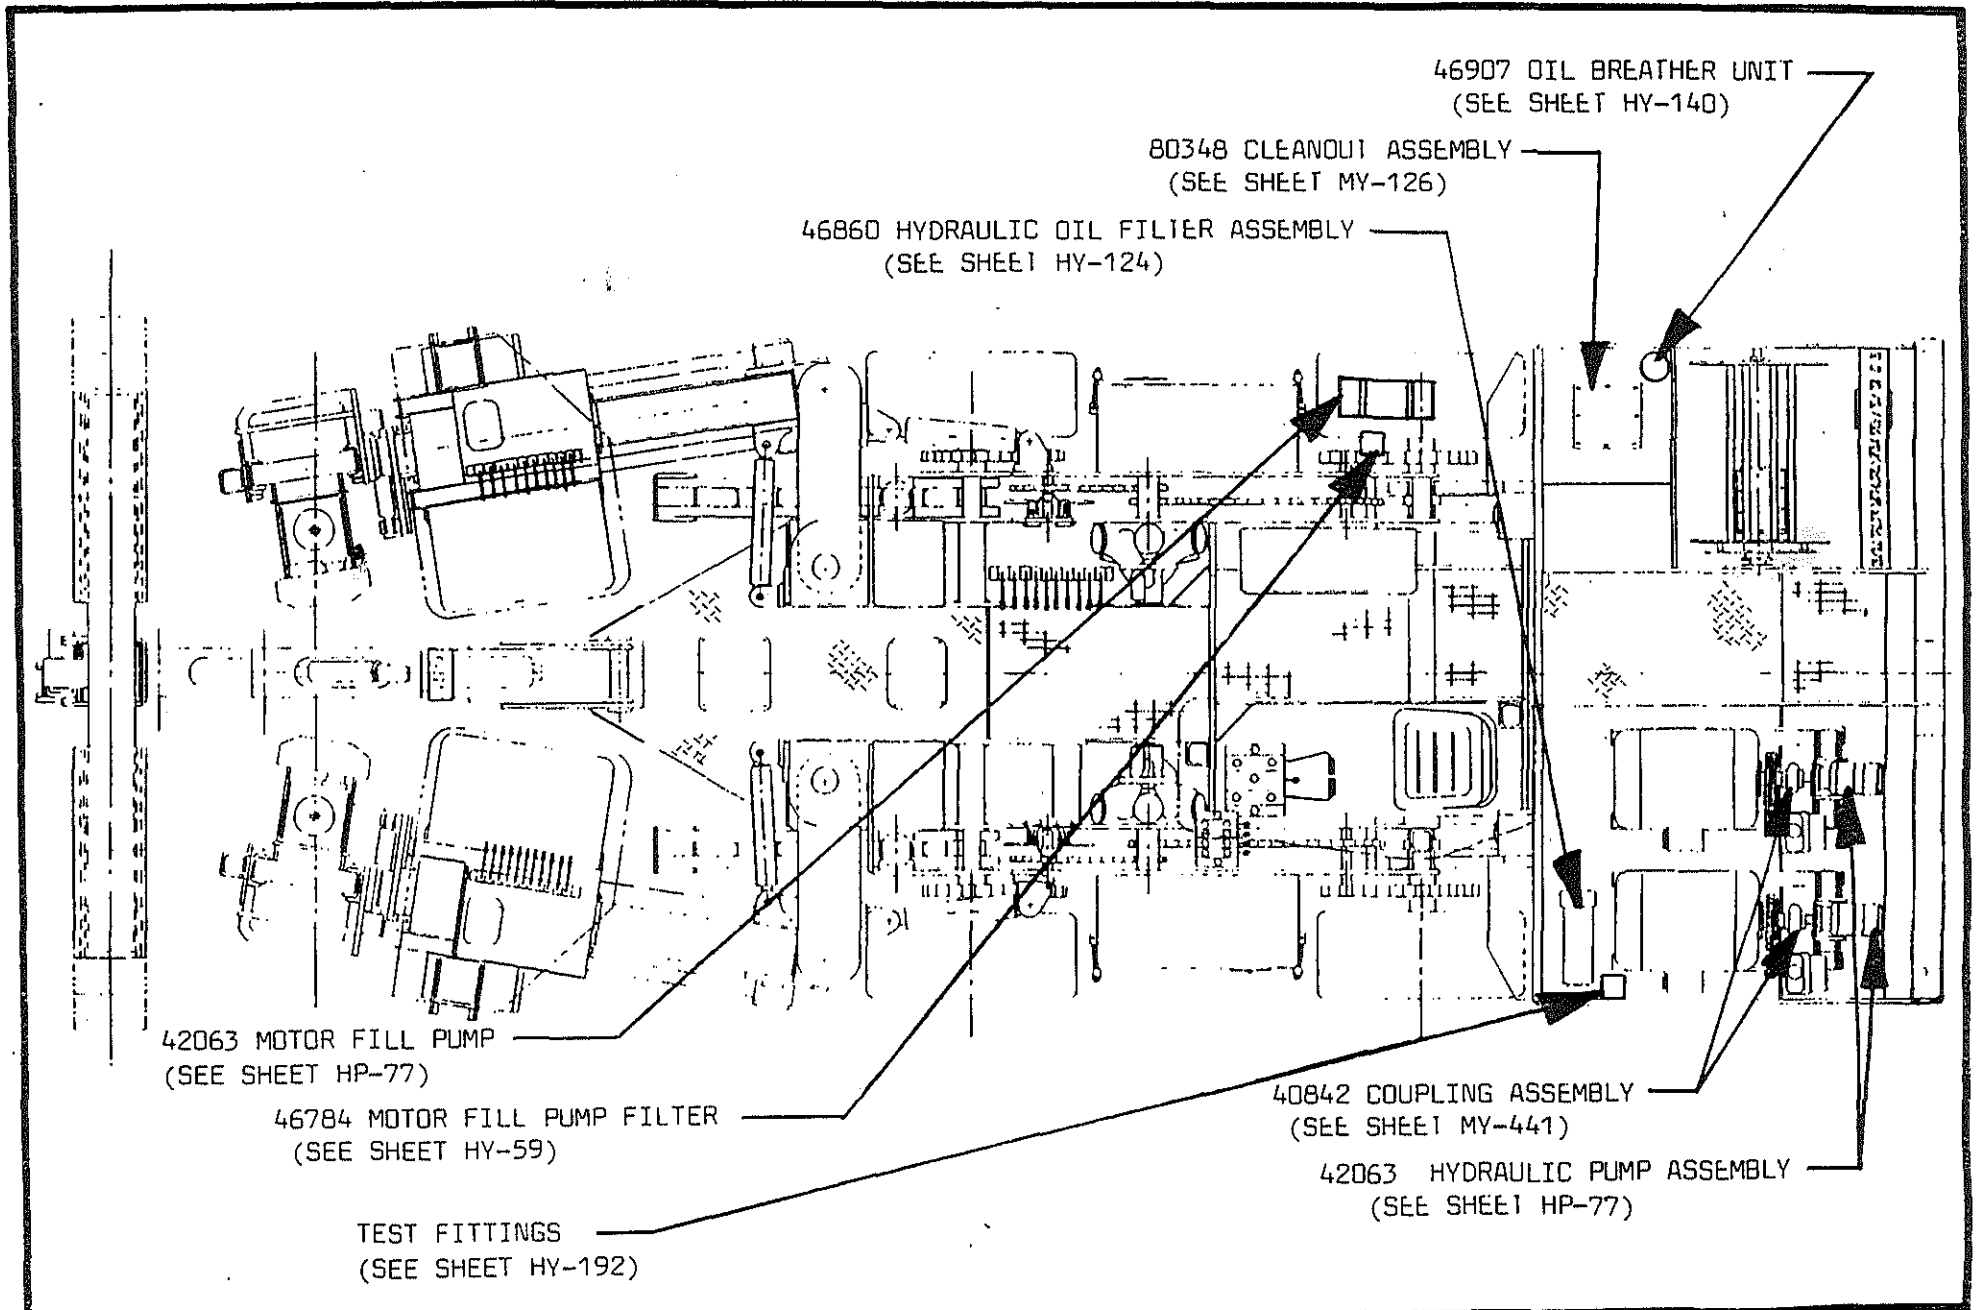 46907 OIL BREATHER UNIT
(SEE SHEET HY-140)
80348 CLEANOUT ASSEMBLY
(SEE SHEET MY-126)
46860 HYDRAULIC OIL FILTER ASSEMBLY
(SEE SHEET HY-124)
42063 MOTOR FILL PUMP
(SEE SHEET HP-77)
46784 MOTOR FILL PUMP FILTER
(SEE SHEET HY-59)
40842 COUPLING ASSEMBLY
(SEE SHEET MY-441)
42063 HYDRAULIC PUMP ASSEMBLY
(SEE SHEET HP-77)
TEST FITTINGS
(SEE SHEET HY-192)